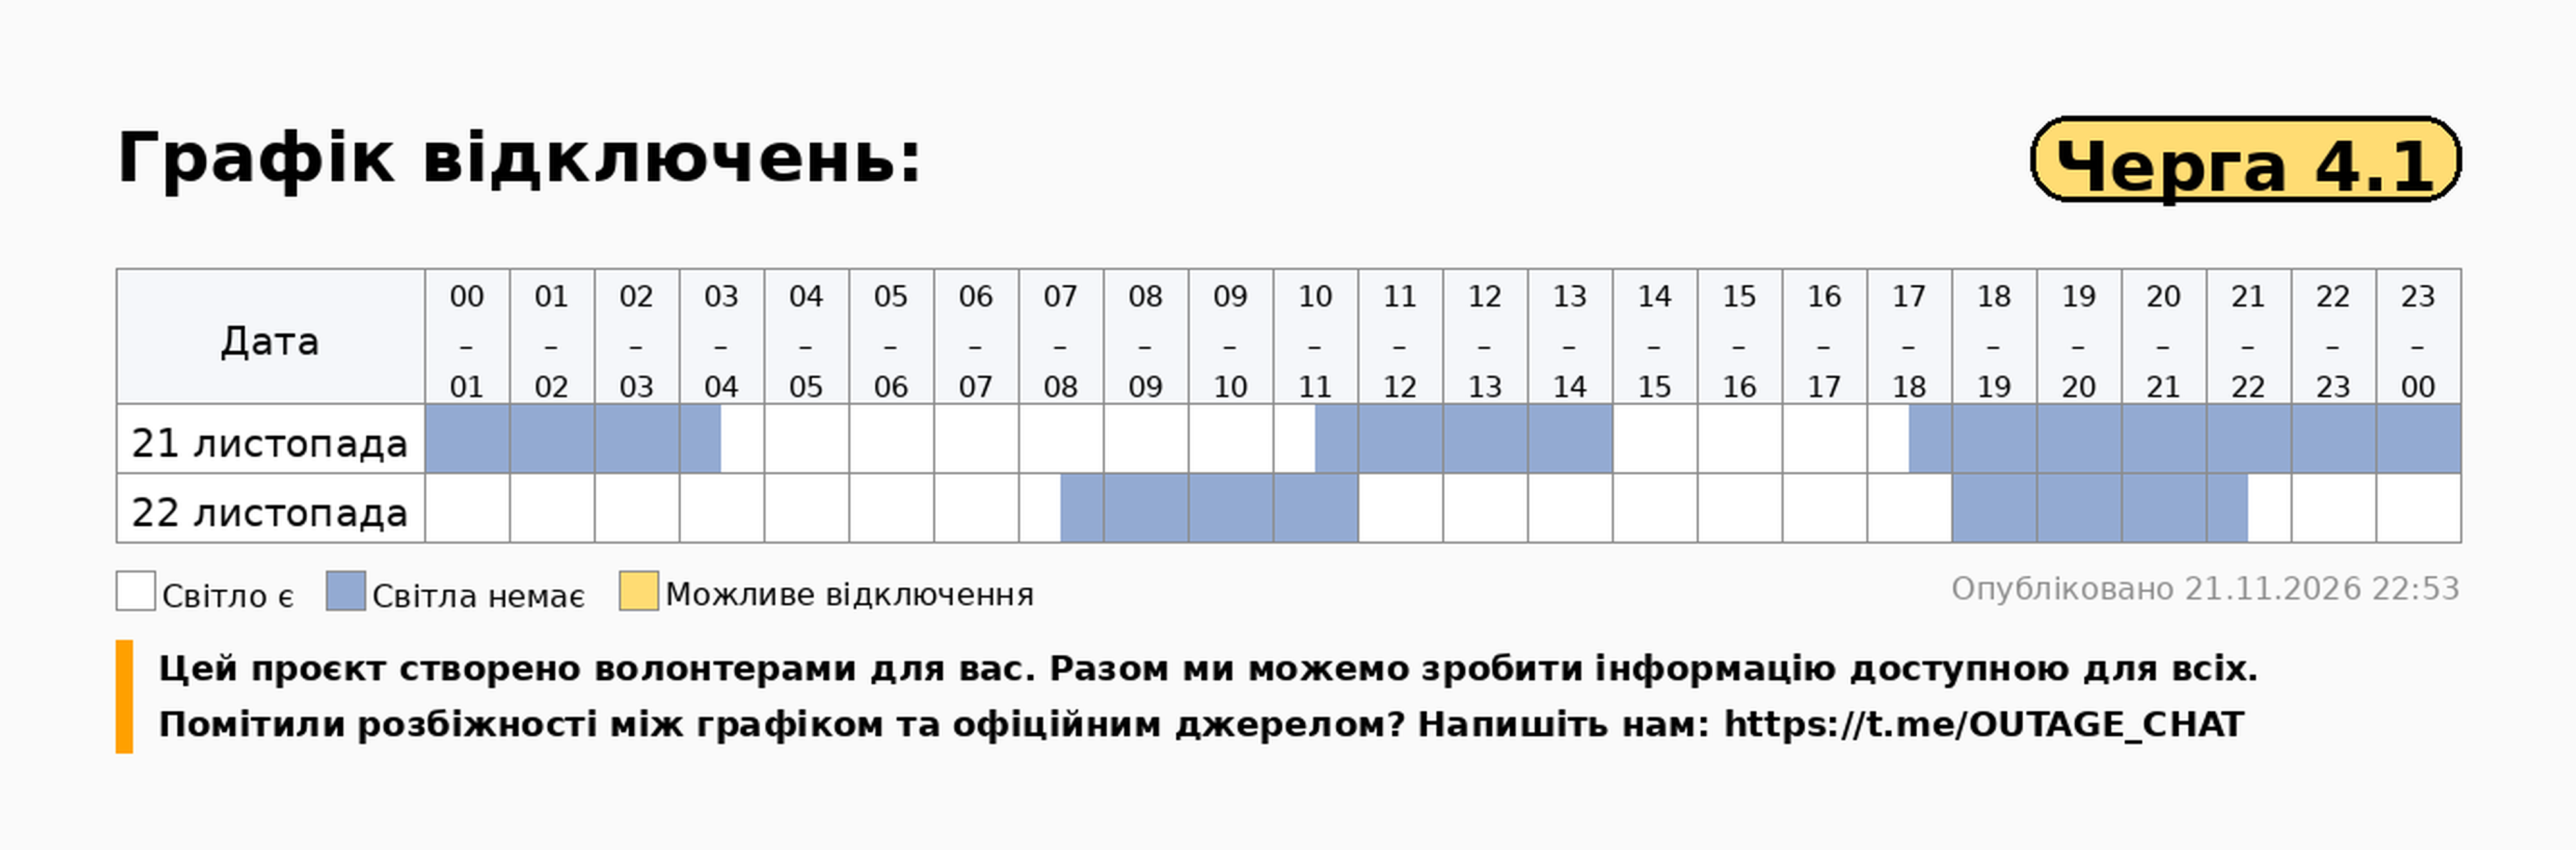 Графік відключень:
Черга 4.1
Дата
00 – 01
01 – 02
02 – 03
03 – 04
04 – 05
05 – 06
06 – 07
07 – 08
08 – 09
09 – 10
10 – 11
11 – 12
12 – 13
13 – 14
14 – 15
15 – 16
16 – 17
17 – 18
18 – 19
19 – 20
20 – 21
21 – 22
22 – 23
23 – 00
21 листопада
22 листопада
Світло є
Світла немає
Можливе відключення
Опубліковано 21.11.2026 22:53
Цей проєкт створено волонтерами для вас. Разом ми можемо зробити інформацію доступною для всіх.
Помітили розбіжності між графіком та офіційним джерелом? Напишіть нам: https://t.me/OUTAGE_CHAT